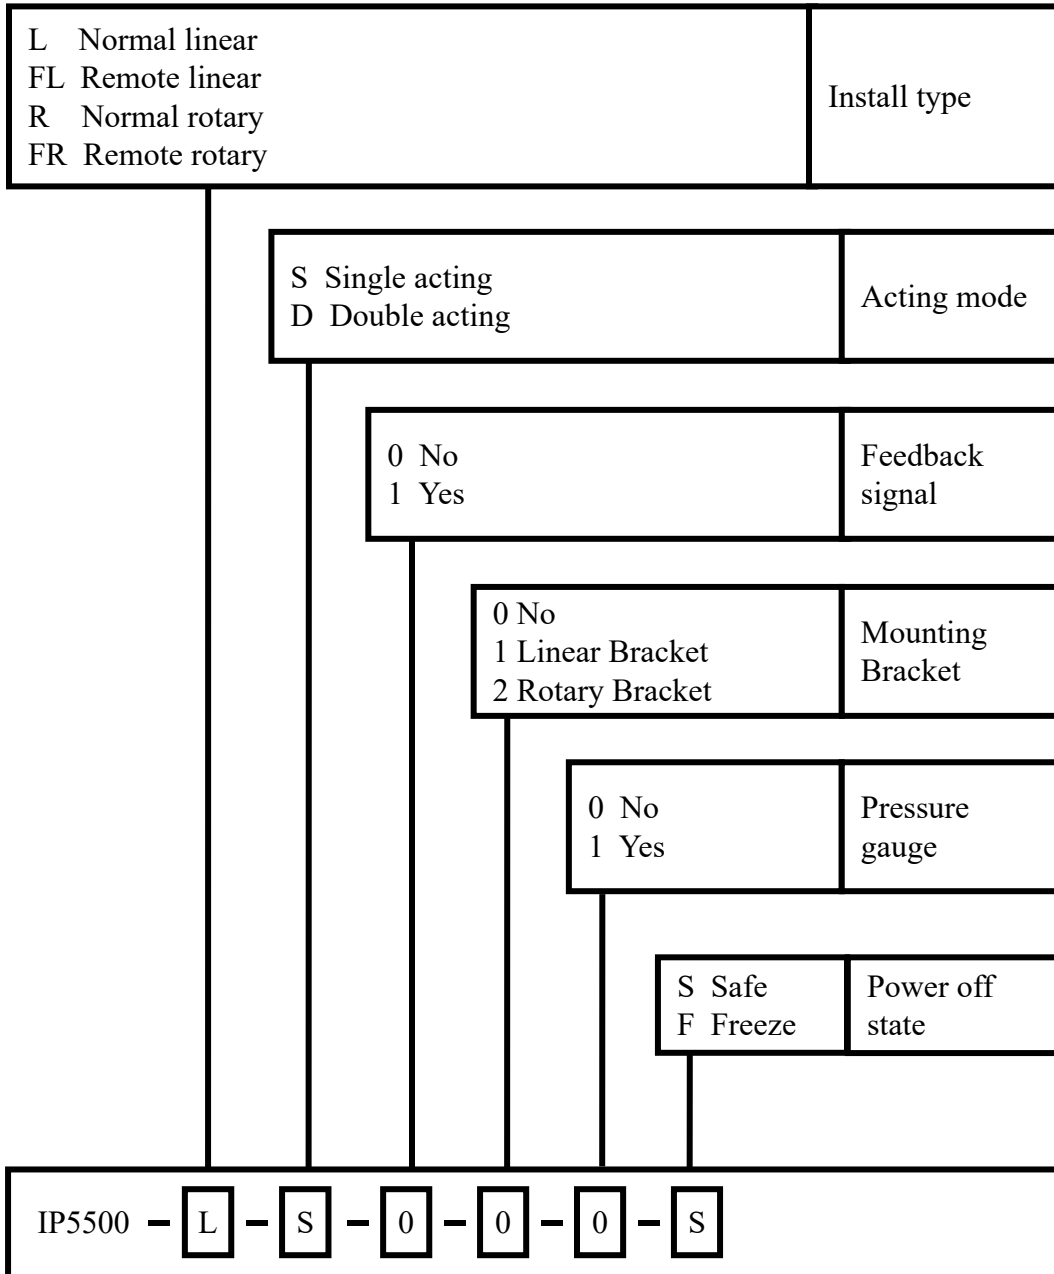 L Normal linear
FL Remote linear
R Normal rotary
FR Remote rotary
Install type
S Single acting
D Double acting
Acting mode
0 No
1 Yes
Feedback
signal
0 No
1 Linear Bracket
2 Rotary Bracket
Mounting
Bracket
0 No
1 Yes
Pressure
gauge
S Safe
F Freeze
Power off
state
IP5500 - L - S - 0 - 0 - 0 - S